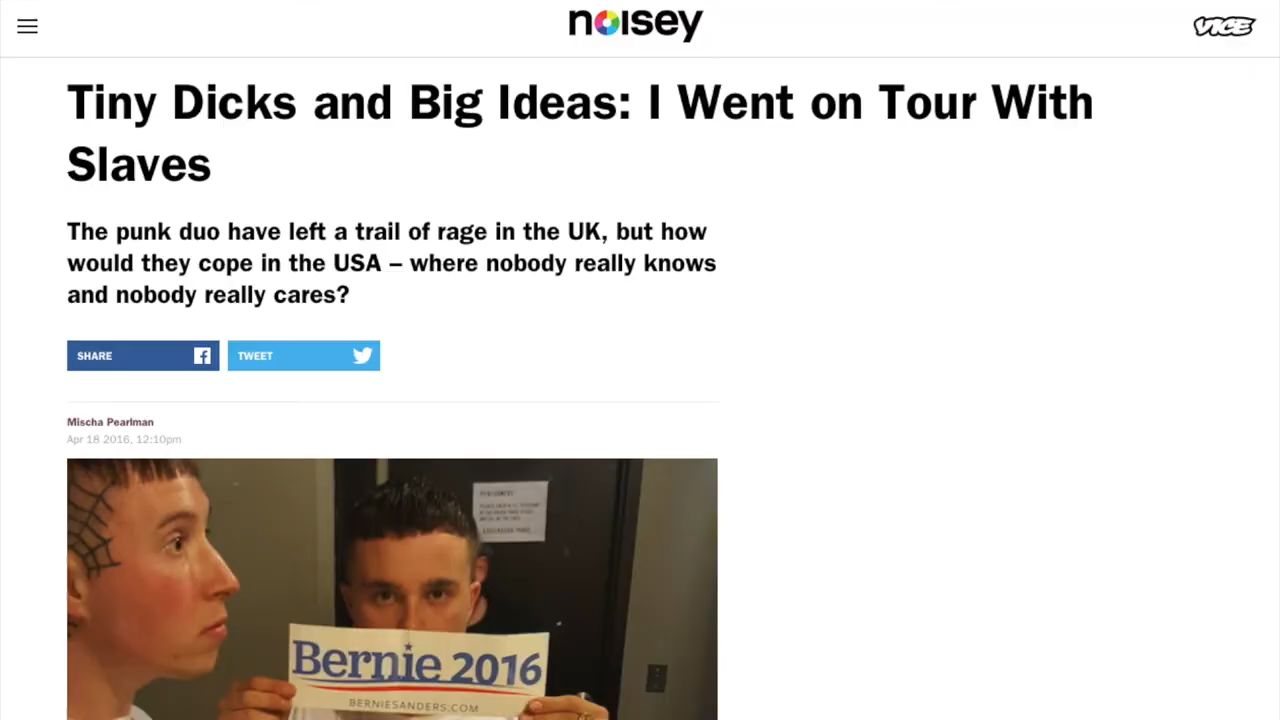 noisey
VICE
Tiny Dicks and Big Ideas: I Went on Tour With
Slaves
The punk duo have left a trail of rage in the UK, but how
would they cope in the USA – where nobody really knows
and nobody really cares?
SHARE
TWEET
Mischa Pearlman
Apr 18 2016, 12:10pm
Bernie 2016
BERNIESANDERS.COM